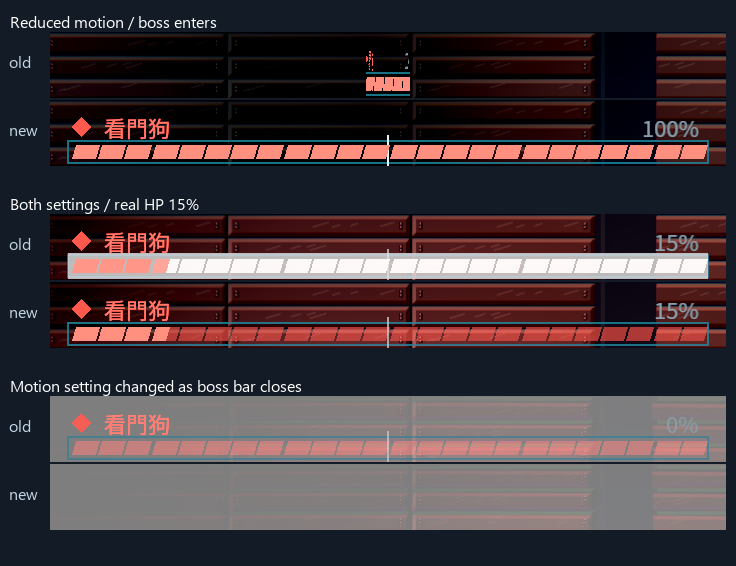 Reduced motion / boss enters
old
new
看門狗 100%
Both settings / real HP 15%
old
看門狗 15%
new
看門狗 15%
Motion setting changed as boss bar closes
old
看門狗 0%
new